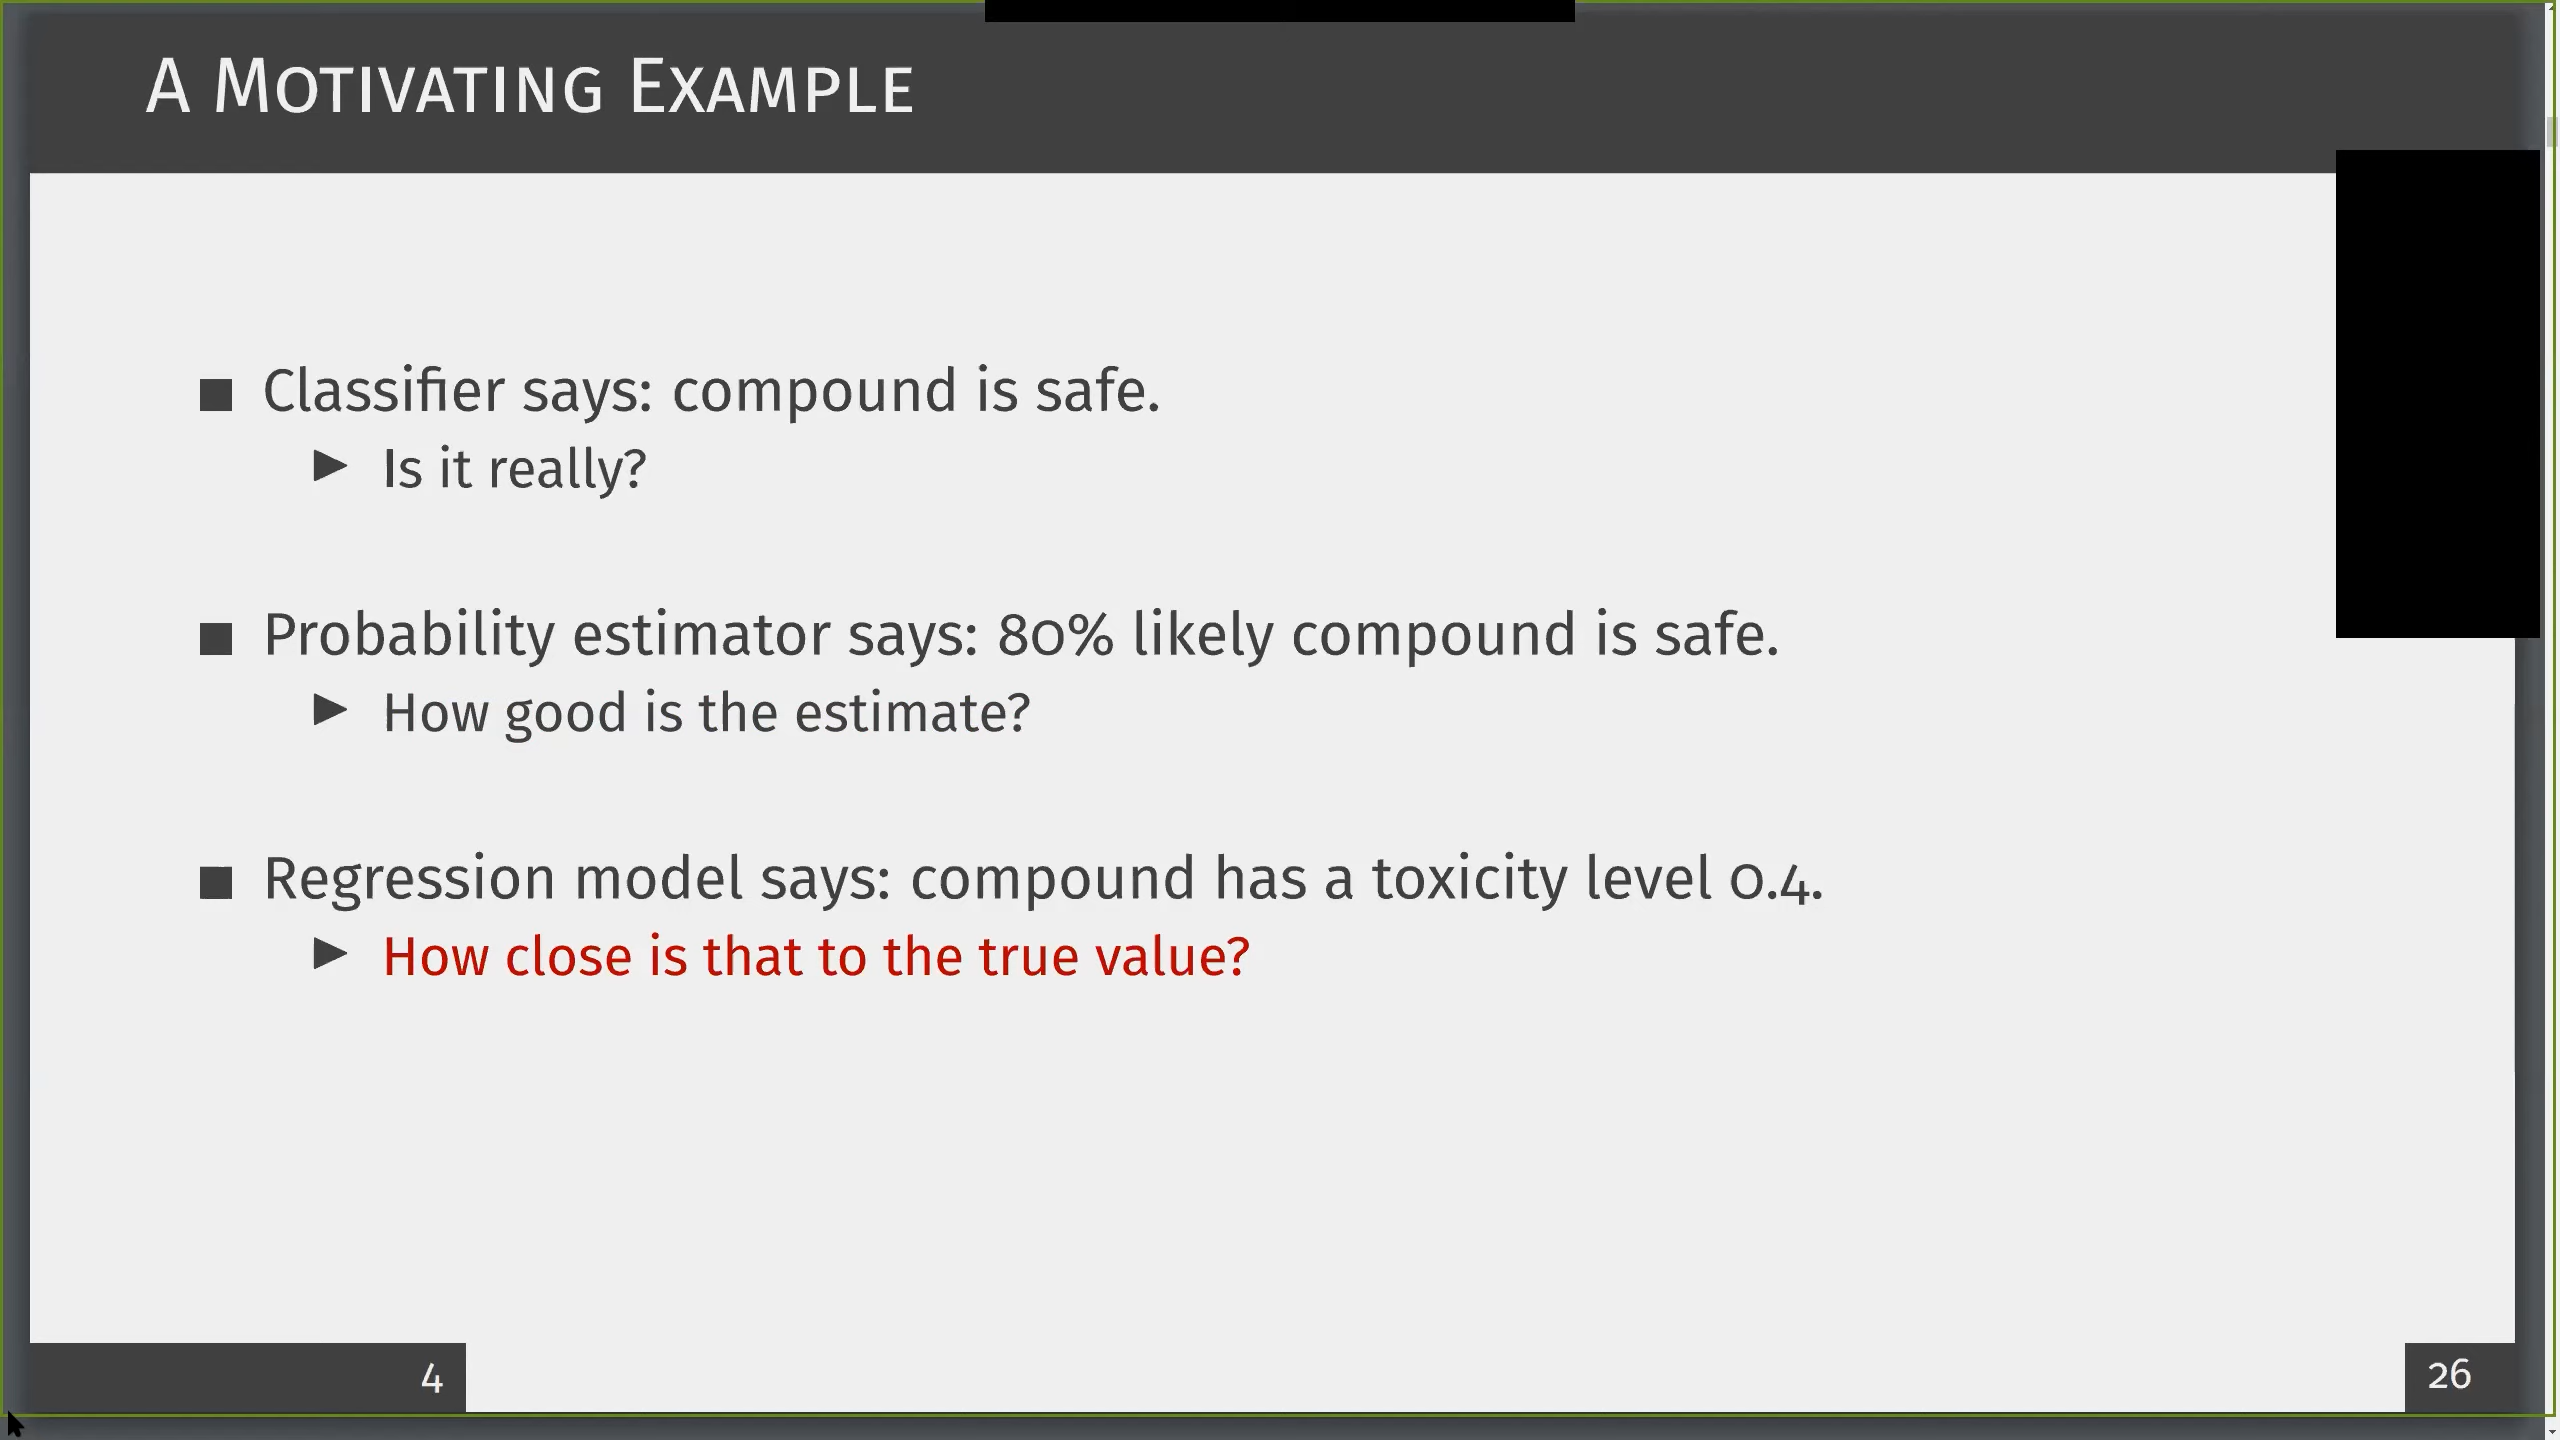 A Motivating Example
■ Classifier says: compound is safe.
▶ Is it really?
■ Probability estimator says: 80% likely compound is safe.
▶ How good is the estimate?
■ Regression model says: compound has a toxicity level 0.4.
▶ How close is that to the true value?
4
26